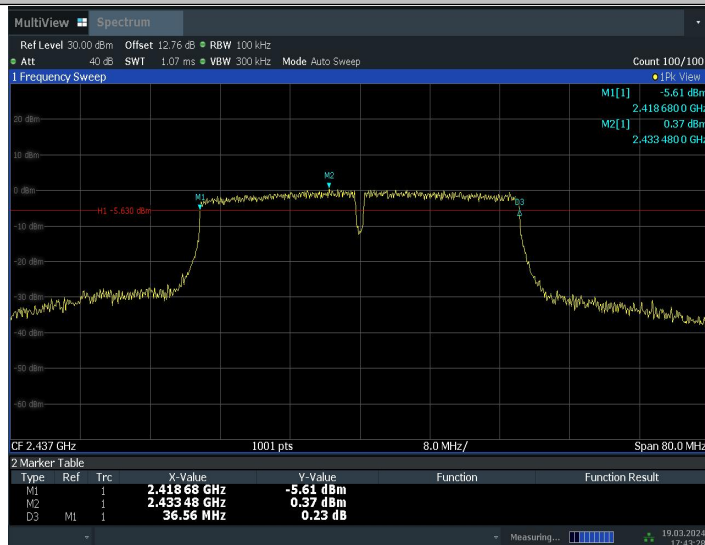 MultiView Spectrum
Ref Level 30.00 dBm Offset 12.76 dB RBW 100 kHz
Att 40 dB SWT 1.07 ms VBW 300 kHz Mode Auto Sweep Count 100/100
1 Frequency Sweep 1Pk View
M1[1] -5.61 dBm
2.418 680 0 GHz
M2[1] 0.37 dBm
2.433 480 0 GHz
20 dBm
10 dBm
M2
0 dBm
M1
D3
H1 -5.630 dBm
-10 dBm
-20 dBm
-30 dBm
-40 dBm
-50 dBm
-60 dBm
CF 2.437 GHz 1001 pts 8.0 MHz/ Span 80.0 MHz
2 Marker Table
Type Ref Trc X-Value Y-Value Function Function Result
M1 1 2.418 68 GHz -5.61 dBm
M2 1 2.433 48 GHz 0.37 dBm
D3 M1 1 36.56 MHz 0.23 dB
Measuring... 19.03.2024
17:43:28